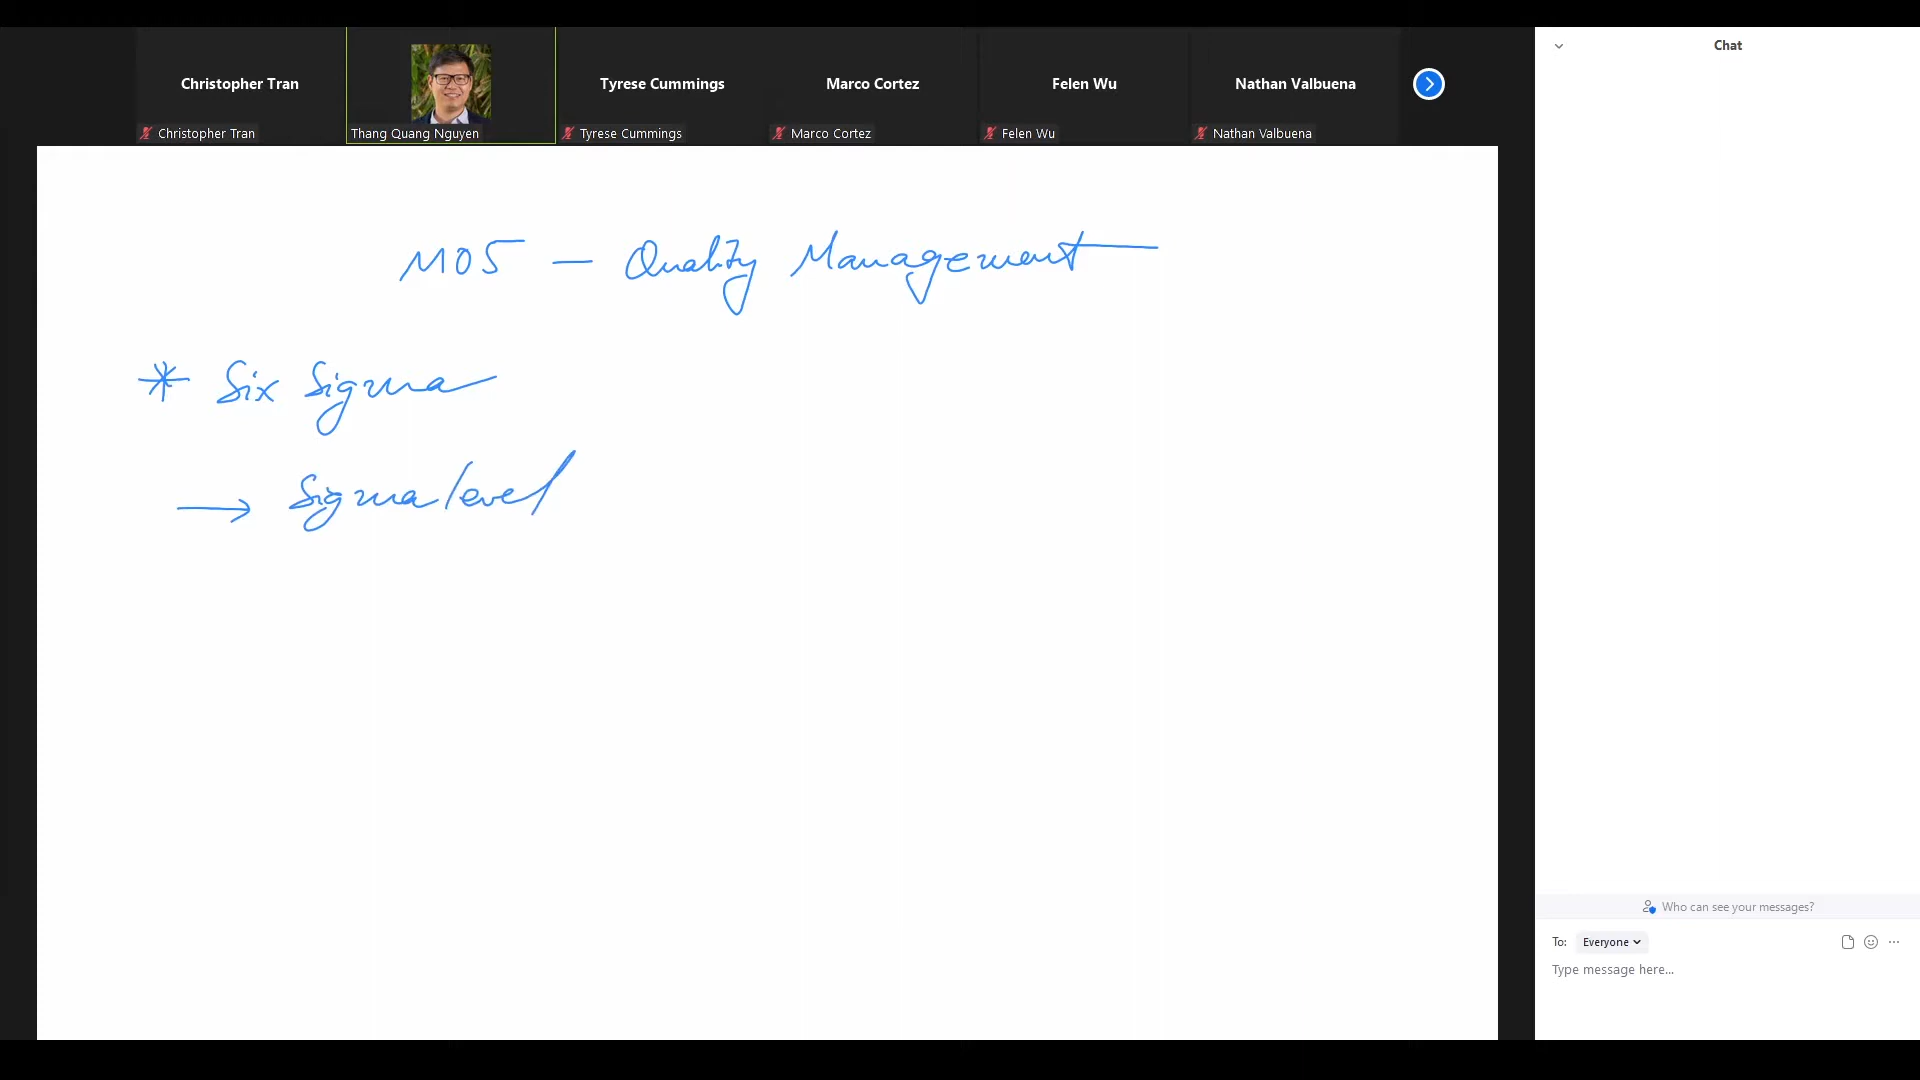 Chat
Christopher Tran
Tyrese Cummings
Marco Cortez
Felen Wu
Nathan Valbuena
Christopher Tran
Thang Quang Nguyen
Tyrese Cummings
Marco Cortez
Felen Wu
Nathan Valbuena
M05 — Quality Management
* Six Sigma
→ Sigma level
Who can see your messages?
To: Everyone
Type message here...